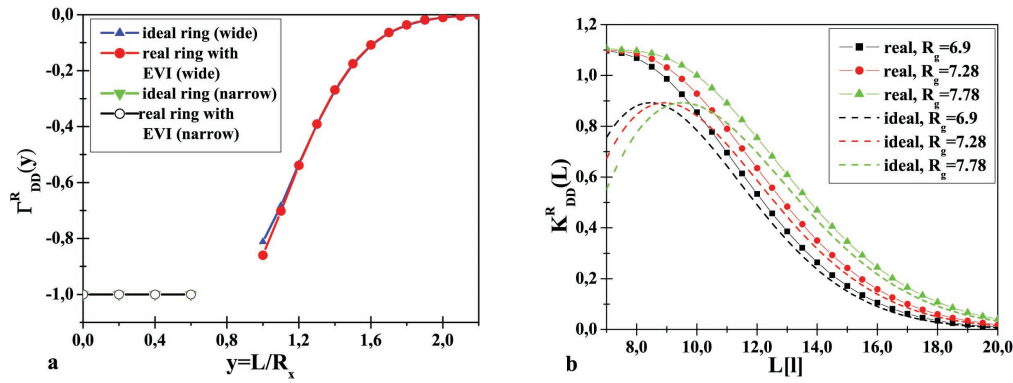 0,0
-0,2
-0,4
-0,6
-0,8
-1,0
Γ^R_DD(y)
ideal ring (wide)
real ring with
EVI (wide)
ideal ring (narrow)
real ring with
EVI (narrow)
0,0 0,4 0,8 1,2 1,6 2,0
y=L/R_x
a
1,2
1,0
0,8
0,6
0,4
0,2
0,0
K^R_DD(L)
real, R_g=6.9
real, R_g=7.28
real, R_g=7.78
ideal, R_g=6.9
ideal, R_g=7.28
ideal, R_g=7.78
8,0 10,0 12,0 14,0 16,0 18,0 20,0
L[l]
b